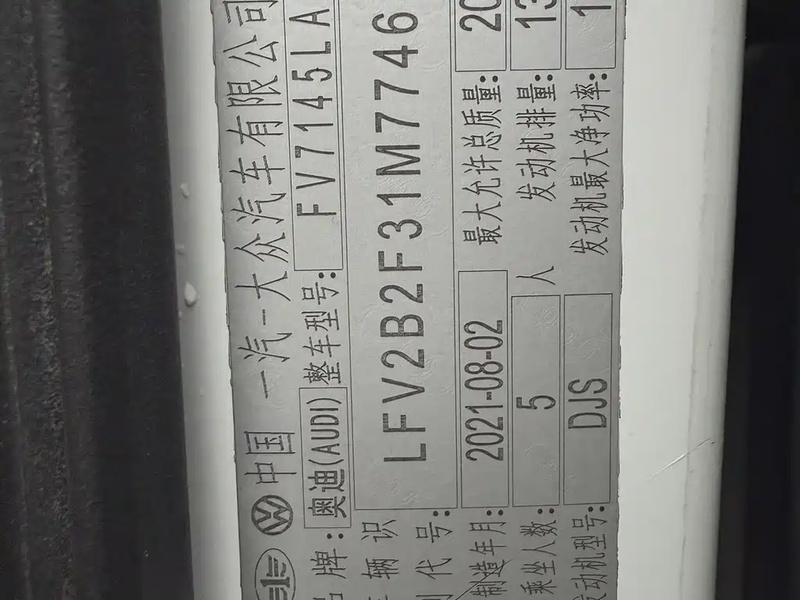 中国 一汽-大众汽车有限公司
品牌: 奥迪(AUDI) 整车型号: FV7145LA
车辆识
别代号: LFV2B2F31M7746
制造年月: 2021-08-02 最大允许总质量: 20
乘坐人数: 5 人 发动机排量: 13
发动机型号: DJS 发动机最大净功率: 1